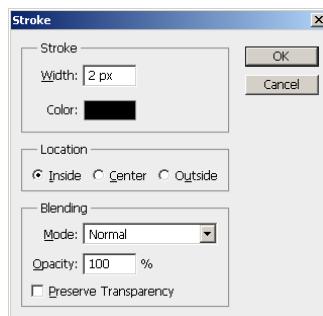 Stroke
Stroke
OK
Width: 2 px
Cancel
Color:
Location
Inside Center Outside
Blending
Mode: Normal
Opacity: 100 %
Preserve Transparency